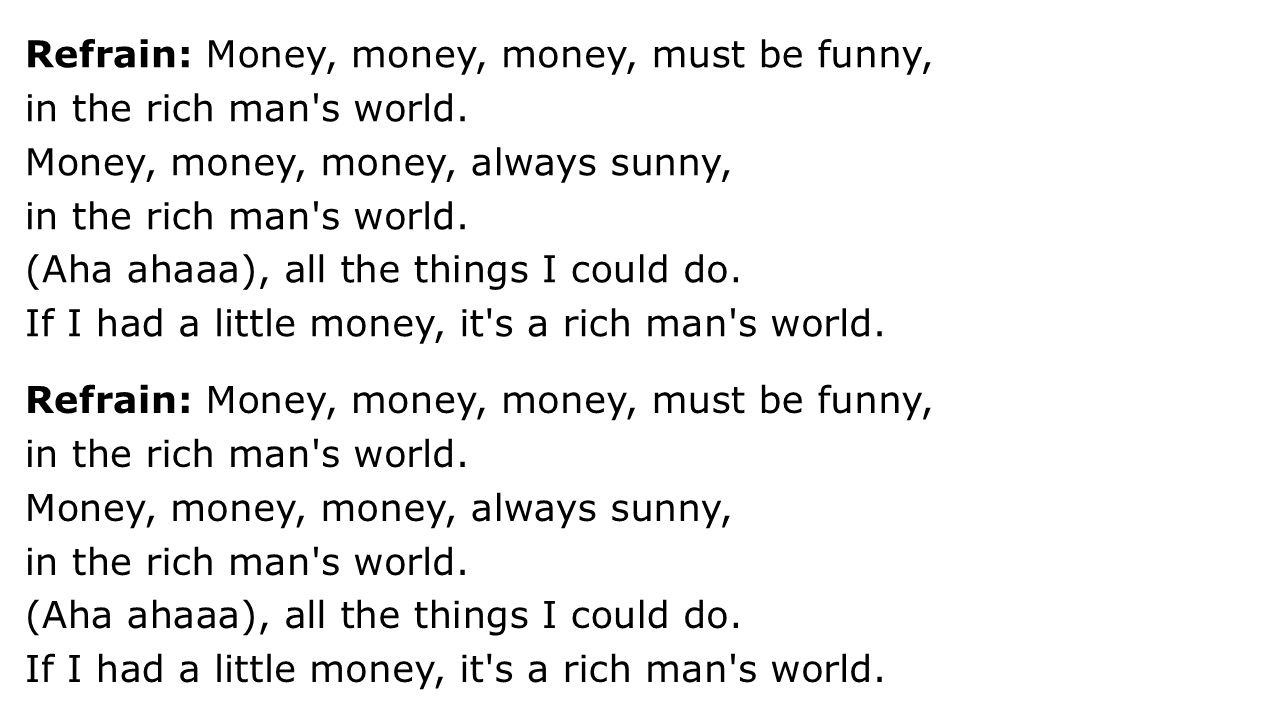 Refrain: Money, money, money, must be funny,
in the rich man's world.
Money, money, money, always sunny,
in the rich man's world.
(Aha ahaaa), all the things I could do.
If I had a little money, it's a rich man's world.
Refrain: Money, money, money, must be funny,
in the rich man's world.
Money, money, money, always sunny,
in the rich man's world.
(Aha ahaaa), all the things I could do.
If I had a little money, it's a rich man's world.